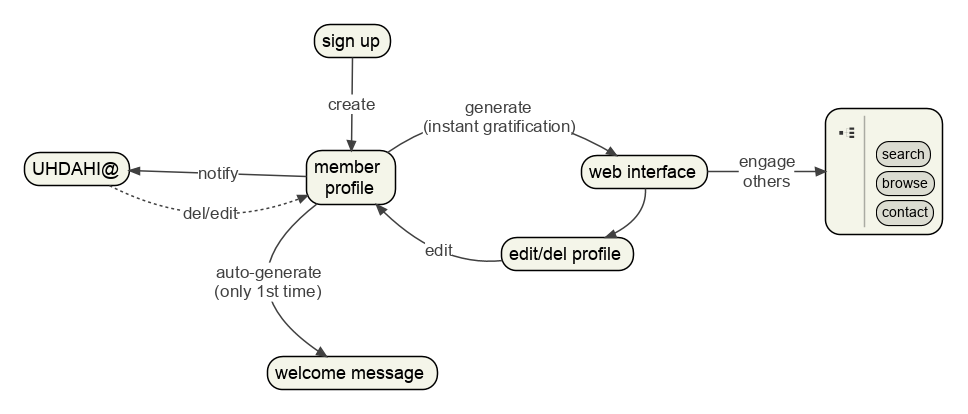 sign up
create
generate
(instant gratification)
UHDAHI@
notify
member
profile
web interface
engage
others
search
browse
contact
del/edit
edit
edit/del profile
auto-generate
(only 1st time)
welcome message